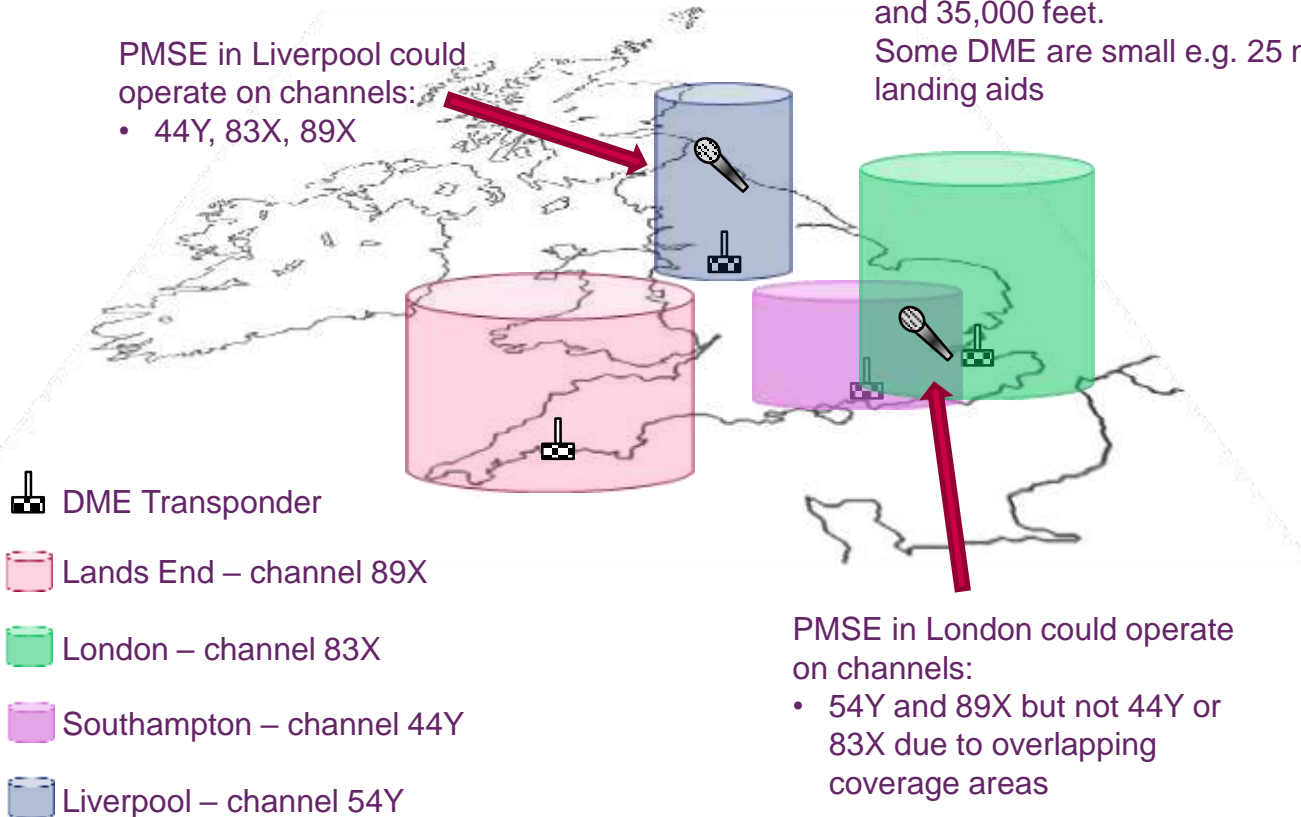 and 35,000 feet.
Some DME are small e.g. 25
landing aids
PMSE in Liverpool could
operate on channels:
• 44Y, 83X, 89X
DME Transponder
Lands End – channel 89X
London – channel 83X
Southampton – channel 44Y
Liverpool – channel 54Y
PMSE in London could operate
on channels:
• 54Y and 89X but not 44Y or
83X due to overlapping
coverage areas